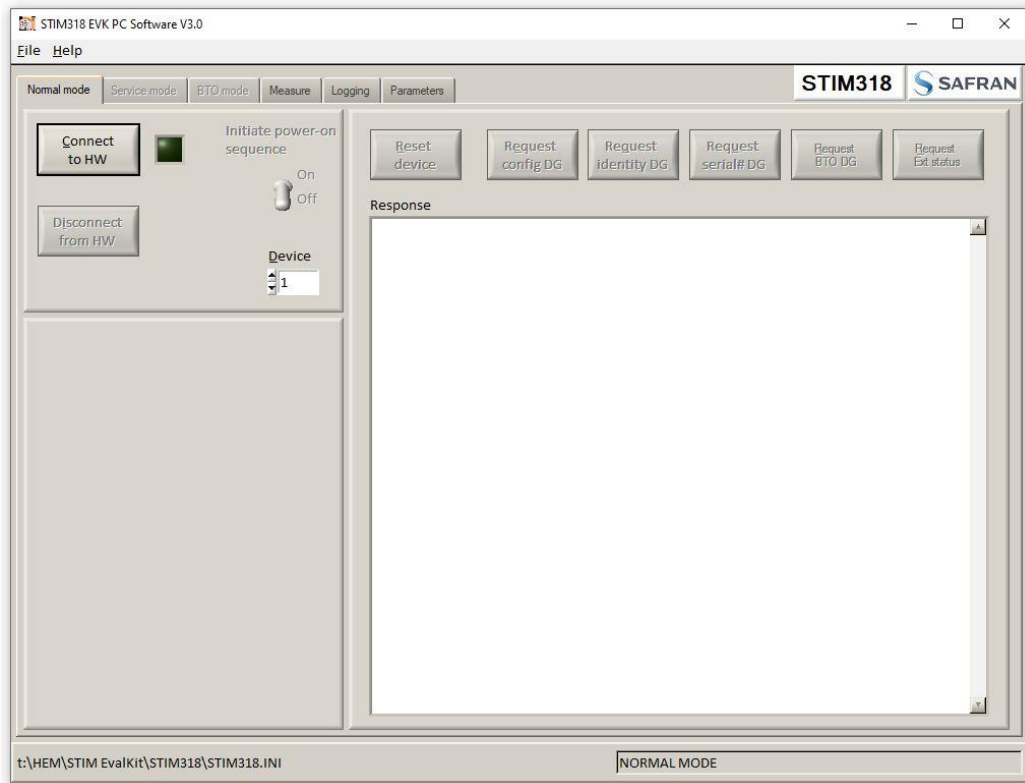 STIM318 EVK PC Software V3.0
File Help
Normal mode Service mode BTO mode Measure Logging Parameters
STIM318 SAFRAN
Connect
to HW
Initiate power-on
sequence
On
Off
Disconnect
from HW
Device
1
Reset
device
Request
config DG
Request
identity DG
Request
serial# DG
Request
BTO DG
Request
Ext status
Response
t:\HEM\STIM EvalKit\STIM318\STIM318.INI
NORMAL MODE